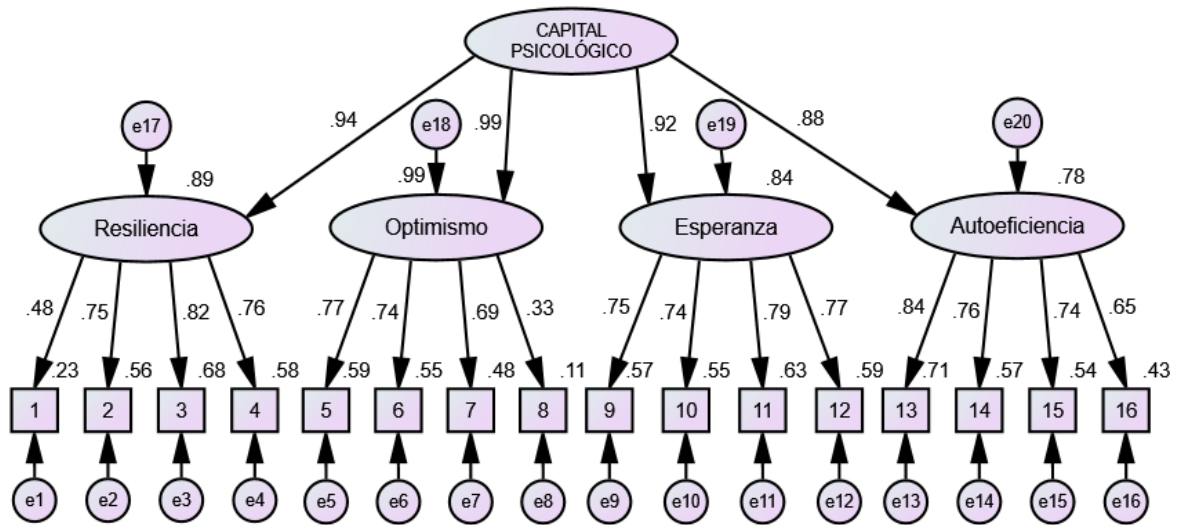 CAPITAL
PSICOLÓGICO
e17
.94
e18
.99
.92
e19
.88
e20
.89
.99
.84
.78
Resiliencia
Optimismo
Esperanza
Autoeficiencia
.48
.75
.82
.76
.77
.74
.69
.33
.75
.74
.79
.77
.84
.76
.74
.65
.23
.56
.68
.58
.59
.55
.48
.11
.57
.55
.63
.59
.71
.57
.54
.43
1
2
3
4
5
6
7
8
9
10
11
12
13
14
15
16
e1
e2
e3
e4
e5
e6
e7
e8
e9
e10
e11
e12
e13
e14
e15
e16